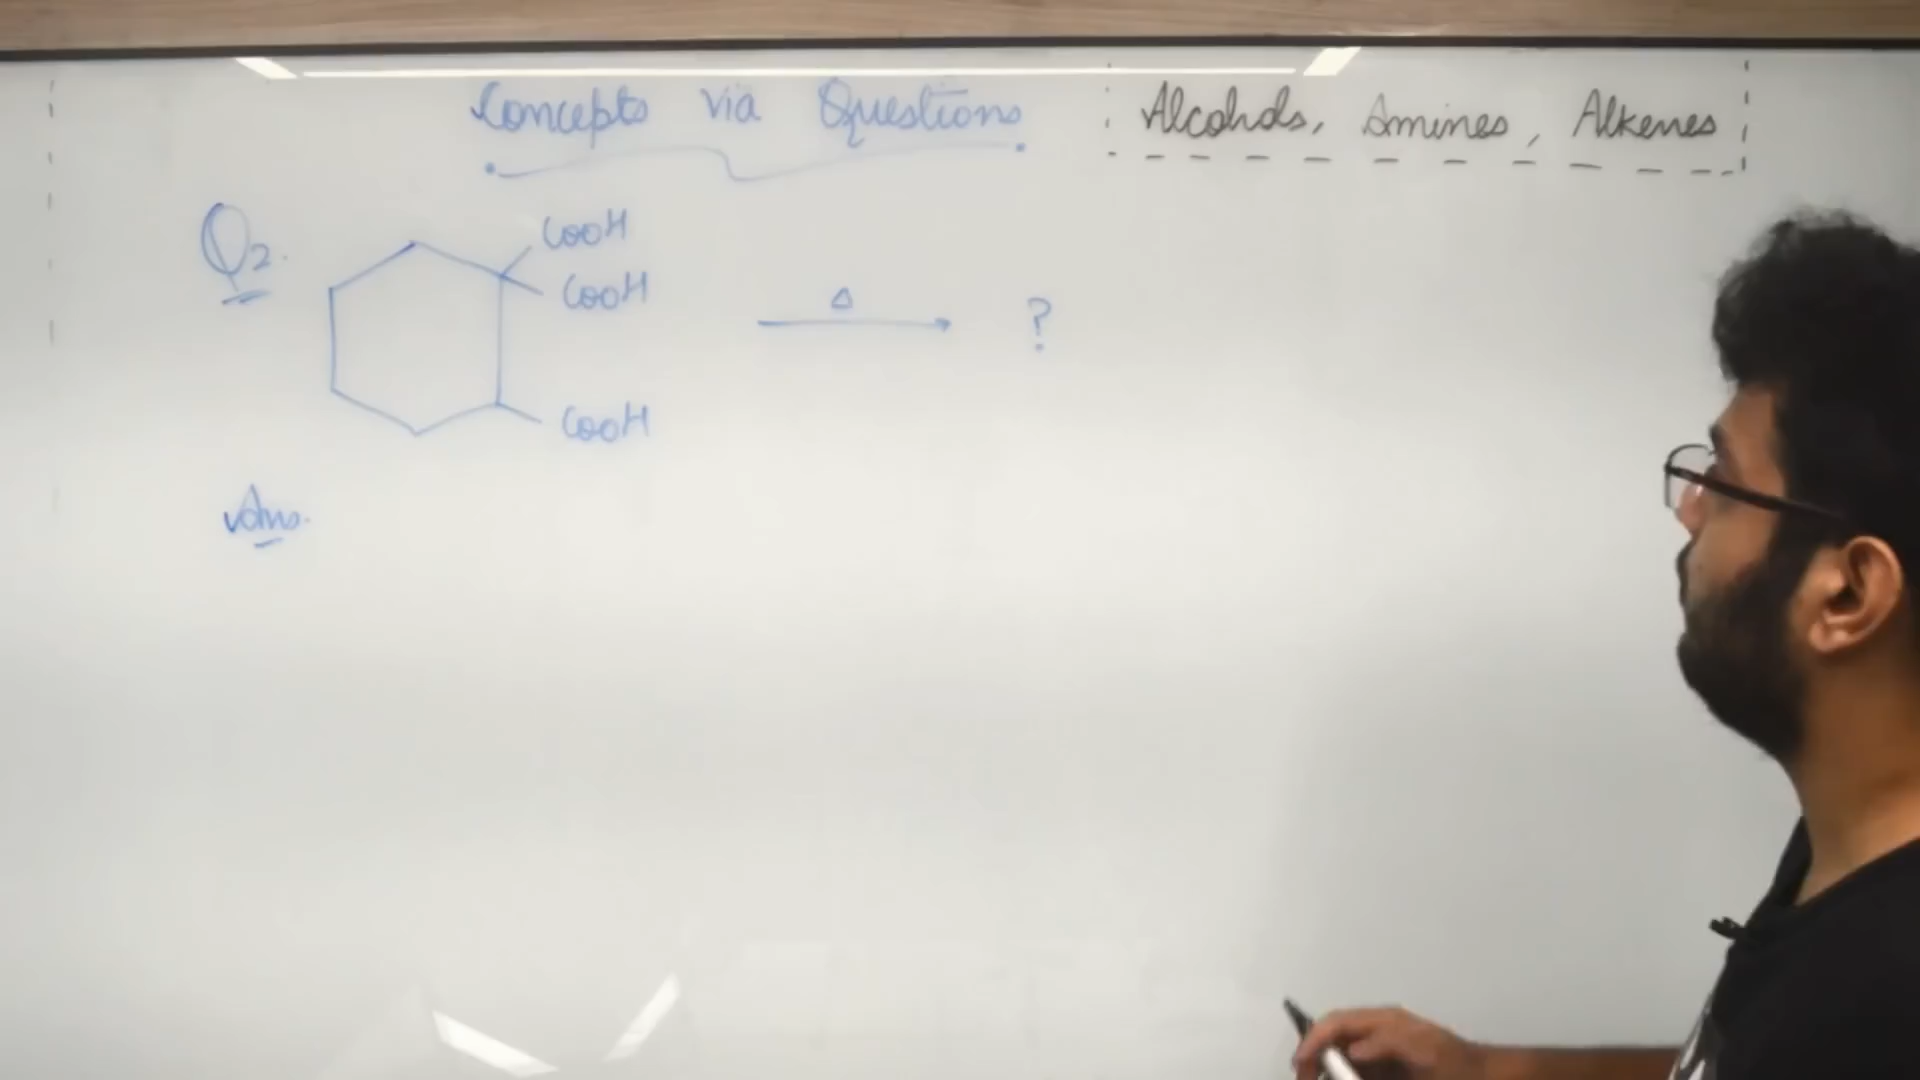 Concepts via Questions
Alcohols, Amines, Alkenes
Q2.
COOH
COOH
Δ
?
COOH
Ans.